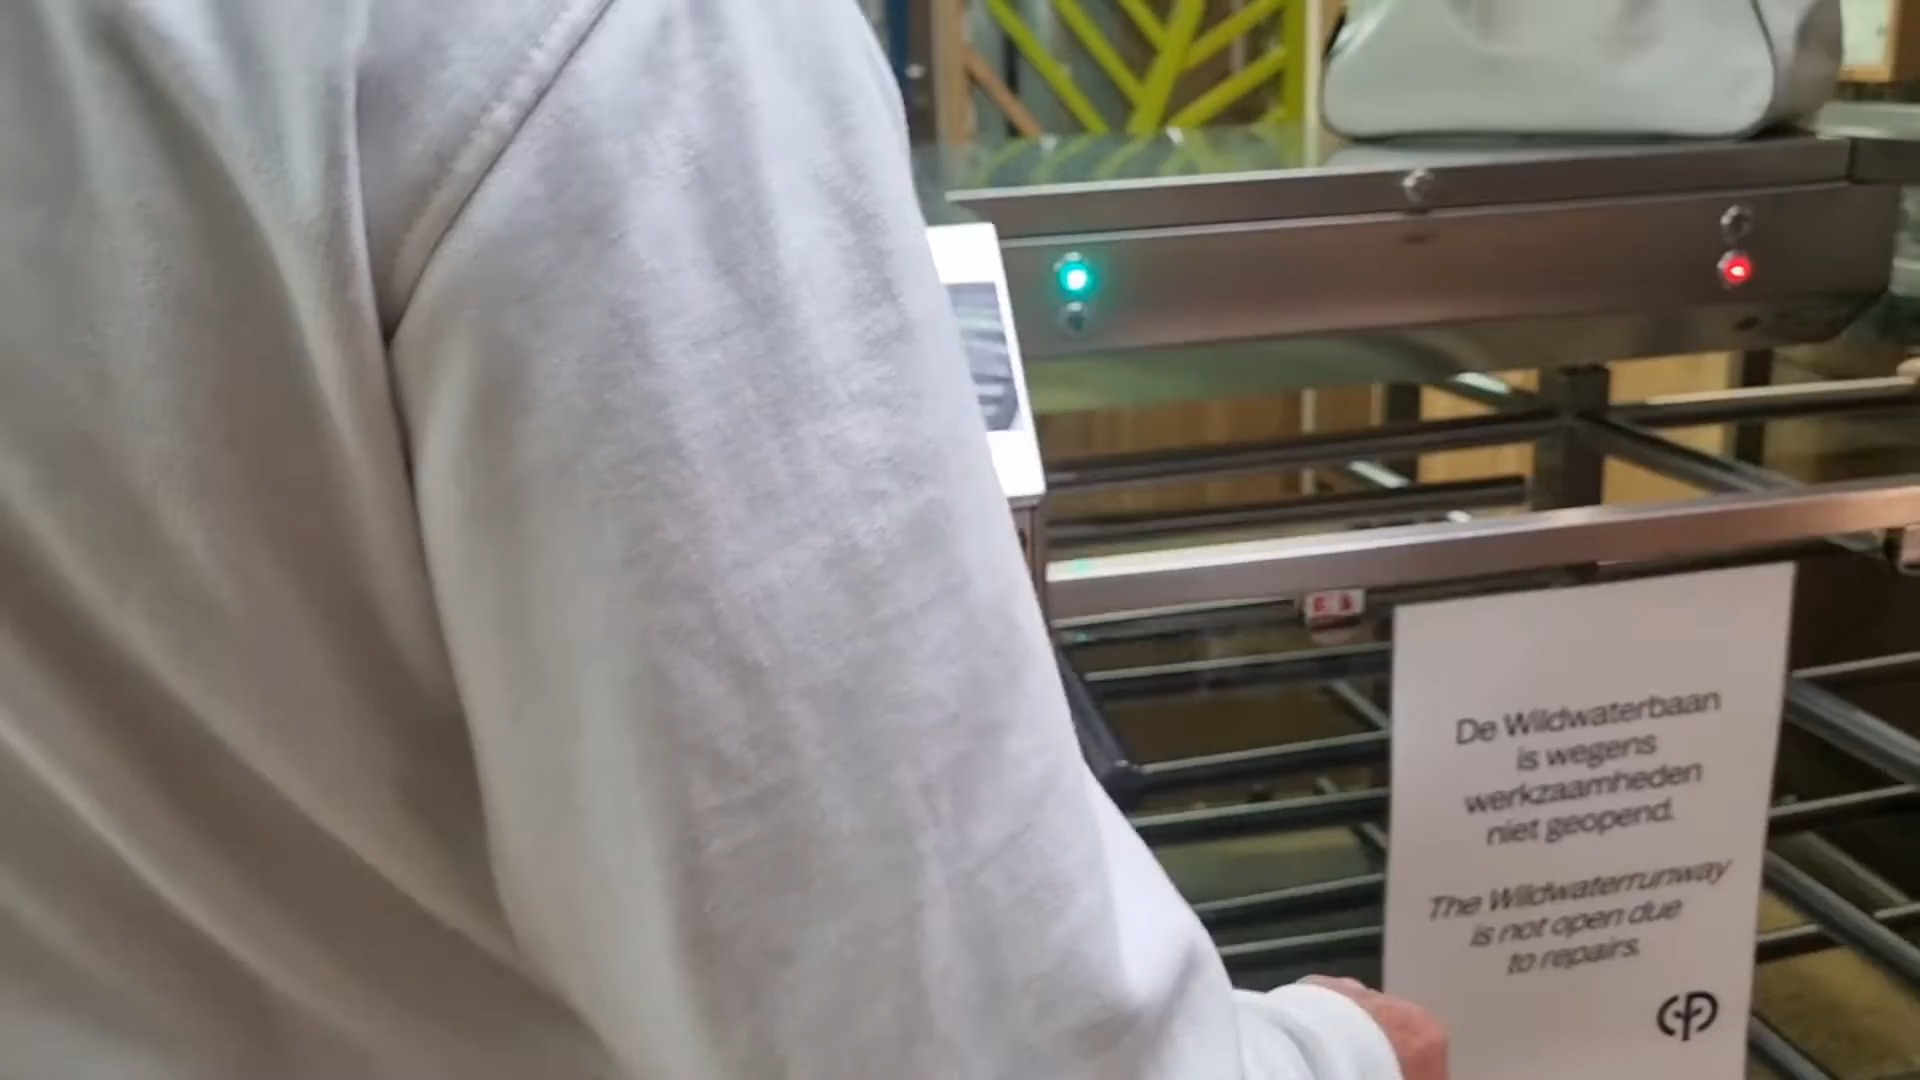 De Wildwaterbaan
is wegens
werkzaamheden
niet geopend.
The Wildwaterrunway
is not open due
to repairs.